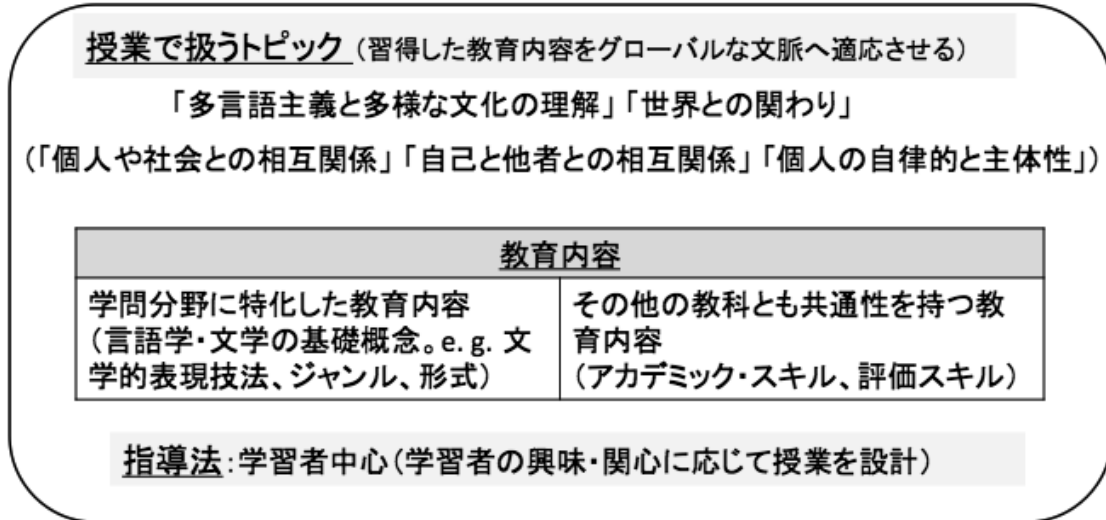 授業で扱うトピック（習得した教育内容をグローバルな文脈へ適応させる）
「多言語主義と多様な文化の理解」「世界との関わり」
（「個人や社会との相互関係」「自己と他者との相互関係」「個人の自律的と主体性」）
教育内容
学問分野に特化した教育内容
（言語学・文学の基礎概念。e.g. 文
学的表現技法、ジャンル、形式）
その他の教科とも共通性を持つ教
育内容
（アカデミック・スキル、評価スキル）
指導法：学習者中心（学習者の興味・関心に応じて授業を設計）